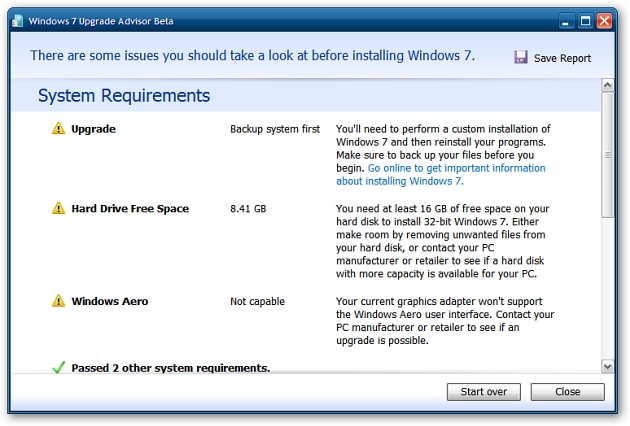 Windows 7 Upgrade Advisor Beta
There are some issues you should take a look at before installing Windows 7.
Save Report
System Requirements
Upgrade
Backup system first
You'll need to perform a custom installation of
Windows 7 and then reinstall your programs.
Make sure to back up your files before you
begin. Go online to get important information
about installing Windows 7.
Hard Drive Free Space
8.41 GB
You need at least 16 GB of free space on your
hard disk to install 32-bit Windows 7. Either
make room by removing unwanted files from
your hard disk, or contact your PC
manufacturer or retailer to see if a hard disk
with more capacity is available for your PC.
Windows Aero
Not capable
Your current graphics adapter won't support
the Windows Aero user interface. Contact your
PC manufacturer or retailer to see if an
upgrade is possible.
Passed 2 other system requirements.
Start over
Close